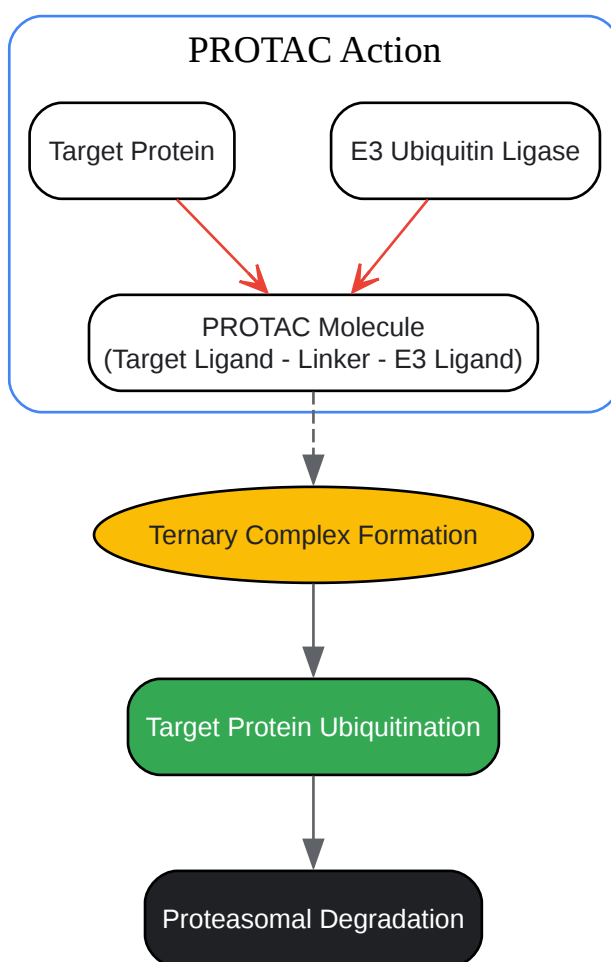 PROTAC Action
Target Protein
E3 Ubiquitin Ligase
PROTAC Molecule
(Target Ligand - Linker - E3 Ligand)
Ternary Complex Formation
Target Protein Ubiquitination
Proteasomal Degradation